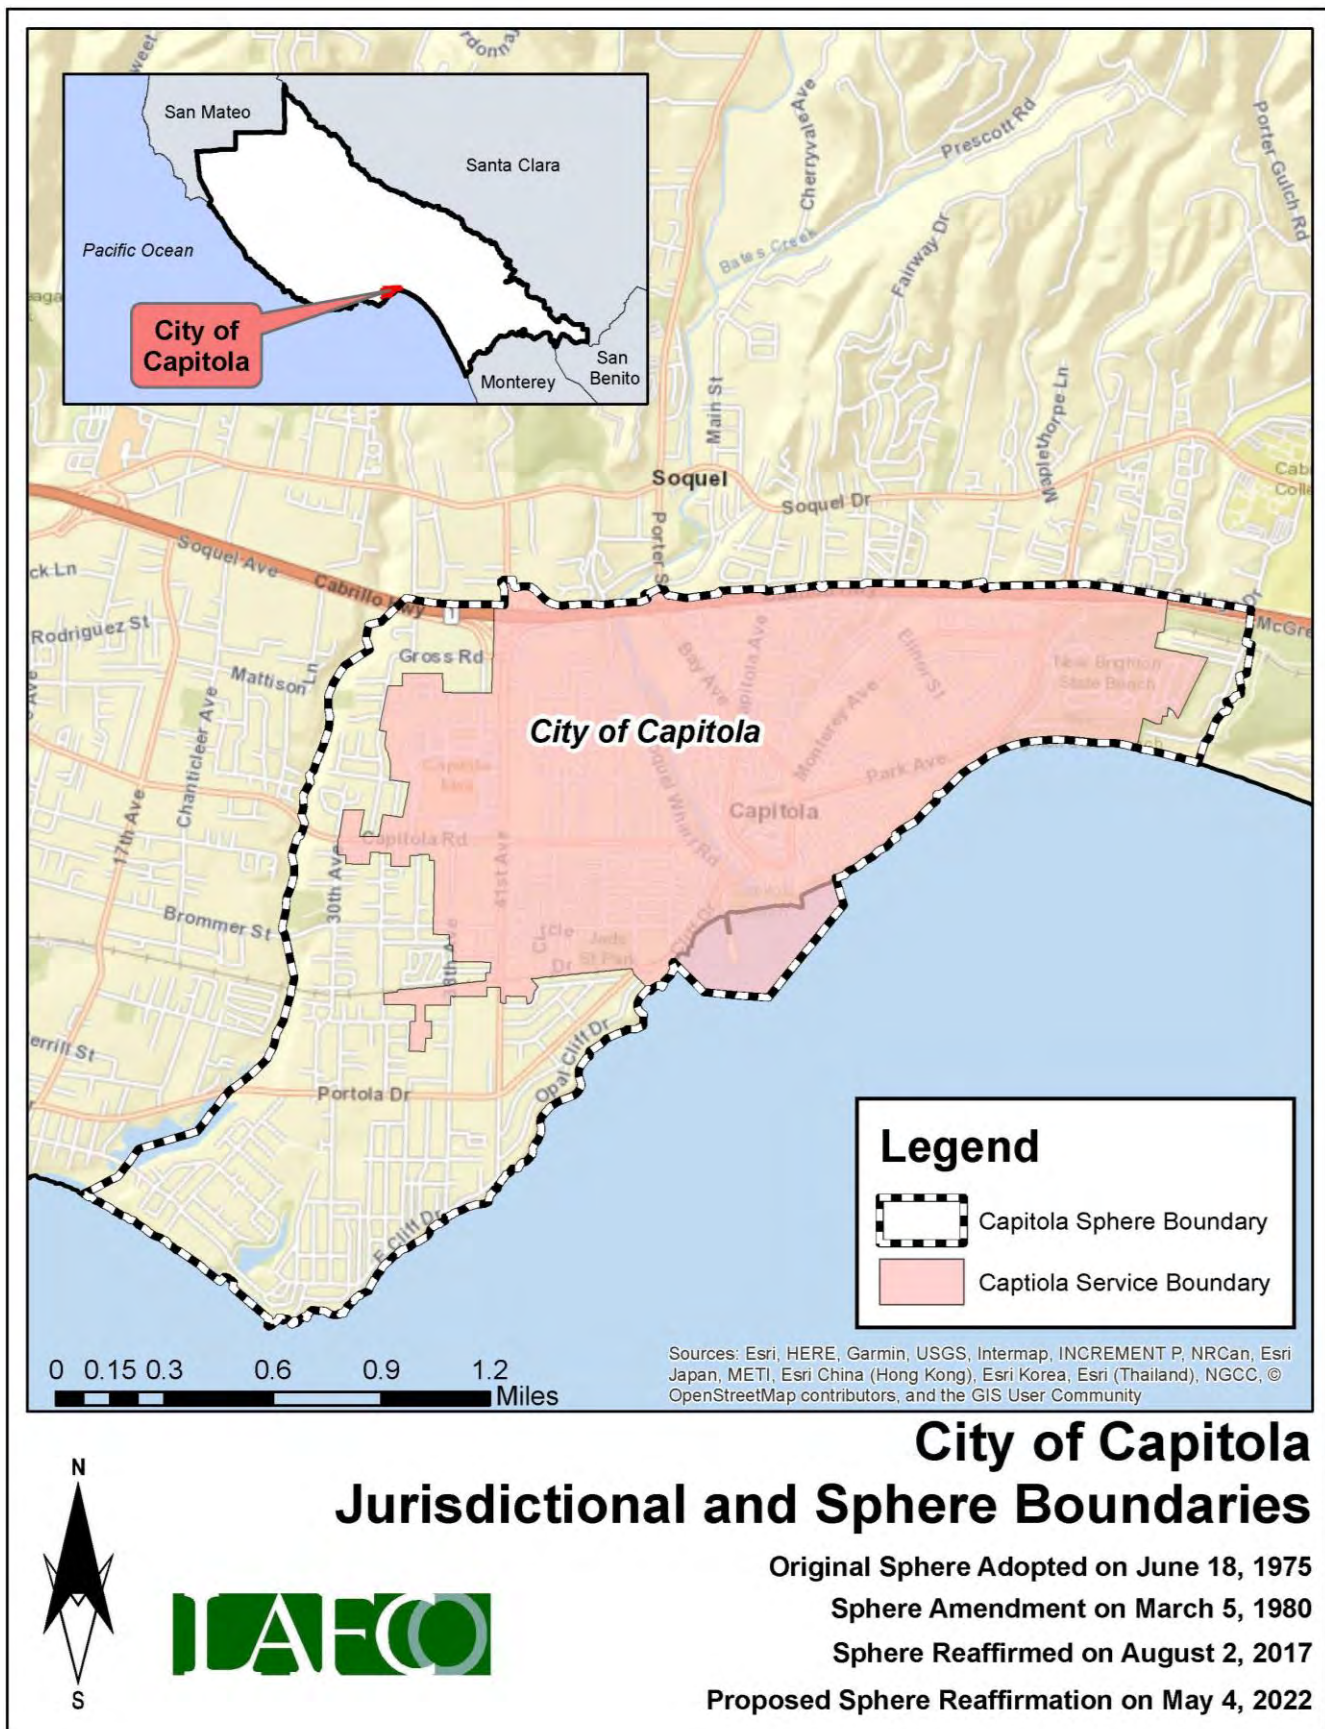 San Mateo
Santa Clara
Pacific Ocean
City of
Capitola
Monterey
San
Benito
Cherryvale Ave
Prescott Rd
Porter Gulch Rd
Bates Creek
Fairway Dr
Main St
Maplethorpe Ln
Soquel
Soquel Dr
Soquel Ave
Cabrillo Hwy
1
Rodriguez St
Gross Rd
Mattison Ln
Chanticleer Ave
17th Ave
Bay Ave
Monterey Ave
New Brighton
State Beach
City of Capitola
Park Ave
Capitola
Capitola Rd
30th Ave
41st Ave
38th Ave
Brommer St
Jade
St Park
Portola Dr
Opal Cliff Dr
E Cliff Dr
Legend
Capitola Sphere Boundary
Captiola Service Boundary
Sources: Esri, HERE, Garmin, USGS, Intermap, INCREMENT P, NRCan, Esri
Japan, METI, Esri China (Hong Kong), Esri Korea, Esri (Thailand), NGCC, ©
OpenStreetMap contributors, and the GIS User Community
0 0.15 0.3 0.6 0.9 1.2
Miles
City of Capitola
Jurisdictional and Sphere Boundaries
N
S
LAFCO
Original Sphere Adopted on June 18, 1975
Sphere Amendment on March 5, 1980
Sphere Reaffirmed on August 2, 2017
Proposed Sphere Reaffirmation on May 4, 2022